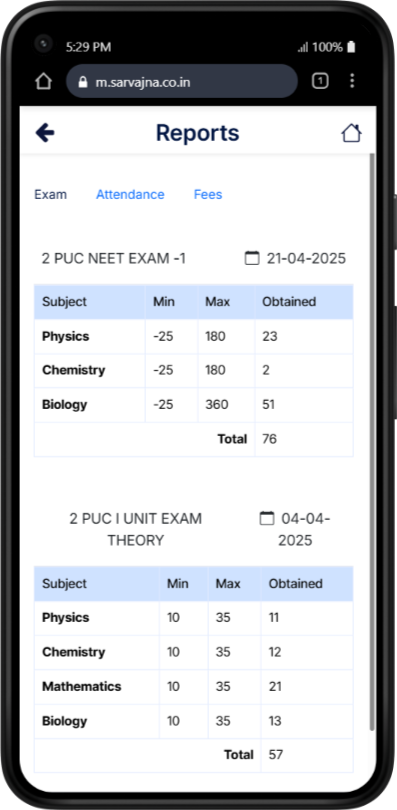 5:29 PM 100%
m.sarvajna.co.in 1
Reports
Exam Attendance Fees
2 PUC NEET EXAM -1 21-04-2025
Subject Min Max Obtained
Physics -25 180 23
Chemistry -25 180 2
Biology -25 360 51
Total 76
2 PUC I UNIT EXAM 04-04-
THEORY 2025
Subject Min Max Obtained
Physics 10 35 11
Chemistry 10 35 12
Mathematics 10 35 21
Biology 10 35 13
Total 57